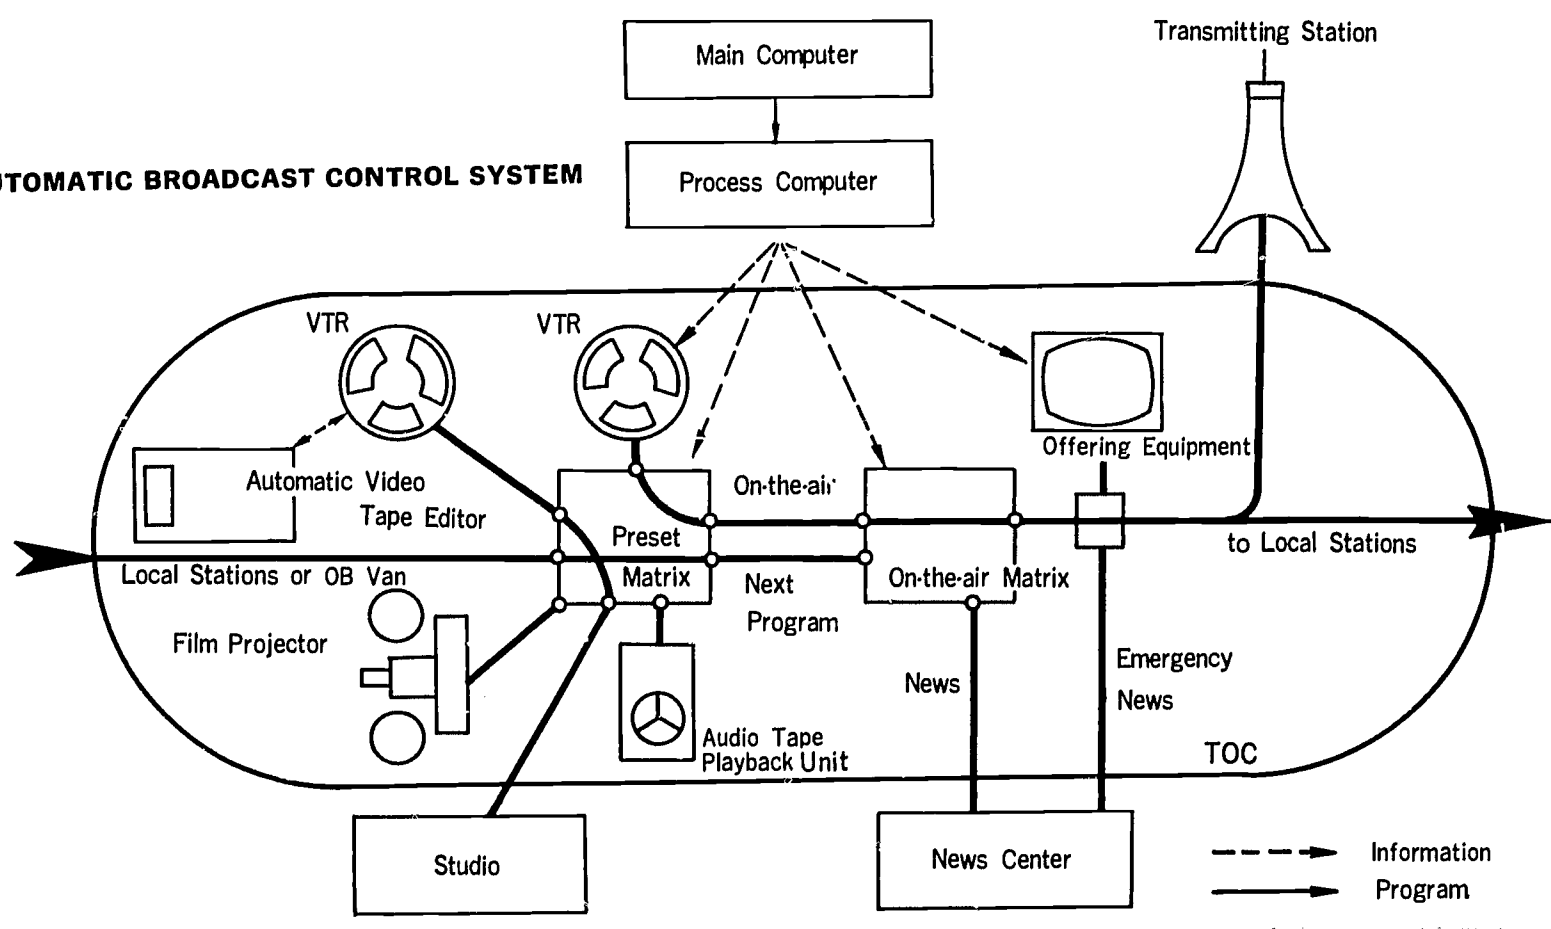 Main Computer
Transmitting Station
UTOMATIC BROADCAST CONTROL SYSTEM
Process Computer
VTR
VTR
Offering Equipment
Automatic Video
Tape Editor
On-the-air
Preset
Matrix
to Local Stations
Local Stations or OB Van
Next
Program
On-the-air Matrix
Film Projector
News
Emergency
News
Audio Tape
Playback Unit
TOC
Studio
News Center
Information
Program